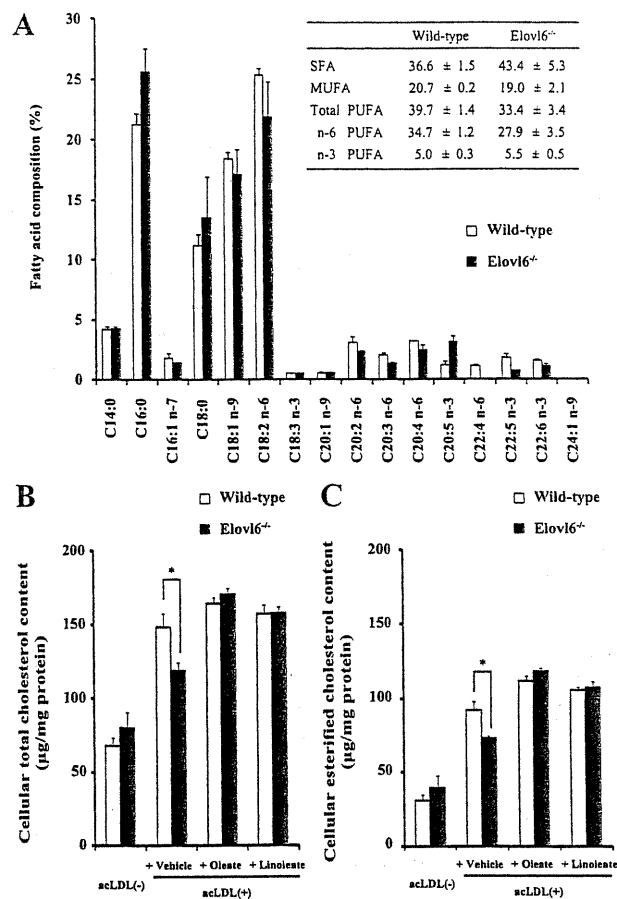 A
Wild-type Elovl6-/-
SFA 36.6 ± 1.5 43.4 ± 5.3
MUFA 20.7 ± 0.2 19.0 ± 2.1
Total PUFA 39.7 ± 1.4 33.4 ± 3.4
n-6 PUFA 34.7 ± 1.2 27.9 ± 3.5
n-3 PUFA 5.0 ± 0.3 5.5 ± 0.5
Fatty acid composition (%)
30
25
20
15
10
5
0
Wild-type
Elovl6-/-
C14:0
C16:0
C16:1 n-7
C18:0
C18:1 n-9
C18:2 n-6
C18:3 n-3
C20:1 n-9
C20:2 n-6
C20:3 n-6
C20:4 n-6
C20:5 n-3
C22:4 n-6
C22:5 n-3
C22:6 n-3
C24:1 n-9
B
Wild-type
Elovl6-/-
Cellular total cholesterol content
(µg/mg protein)
200
150
100
50
0
*
+ Vehicle + Oleate + Linoleate
acLDL(-) acLDL(+)
C
Wild-type
Elovl6-/-
Cellular esterified cholesterol content
(µg/mg protein)
200
150
100
50
0
*
+ Vehicle + Oleate + Linoleate
acLDL(-) acLDL(+)